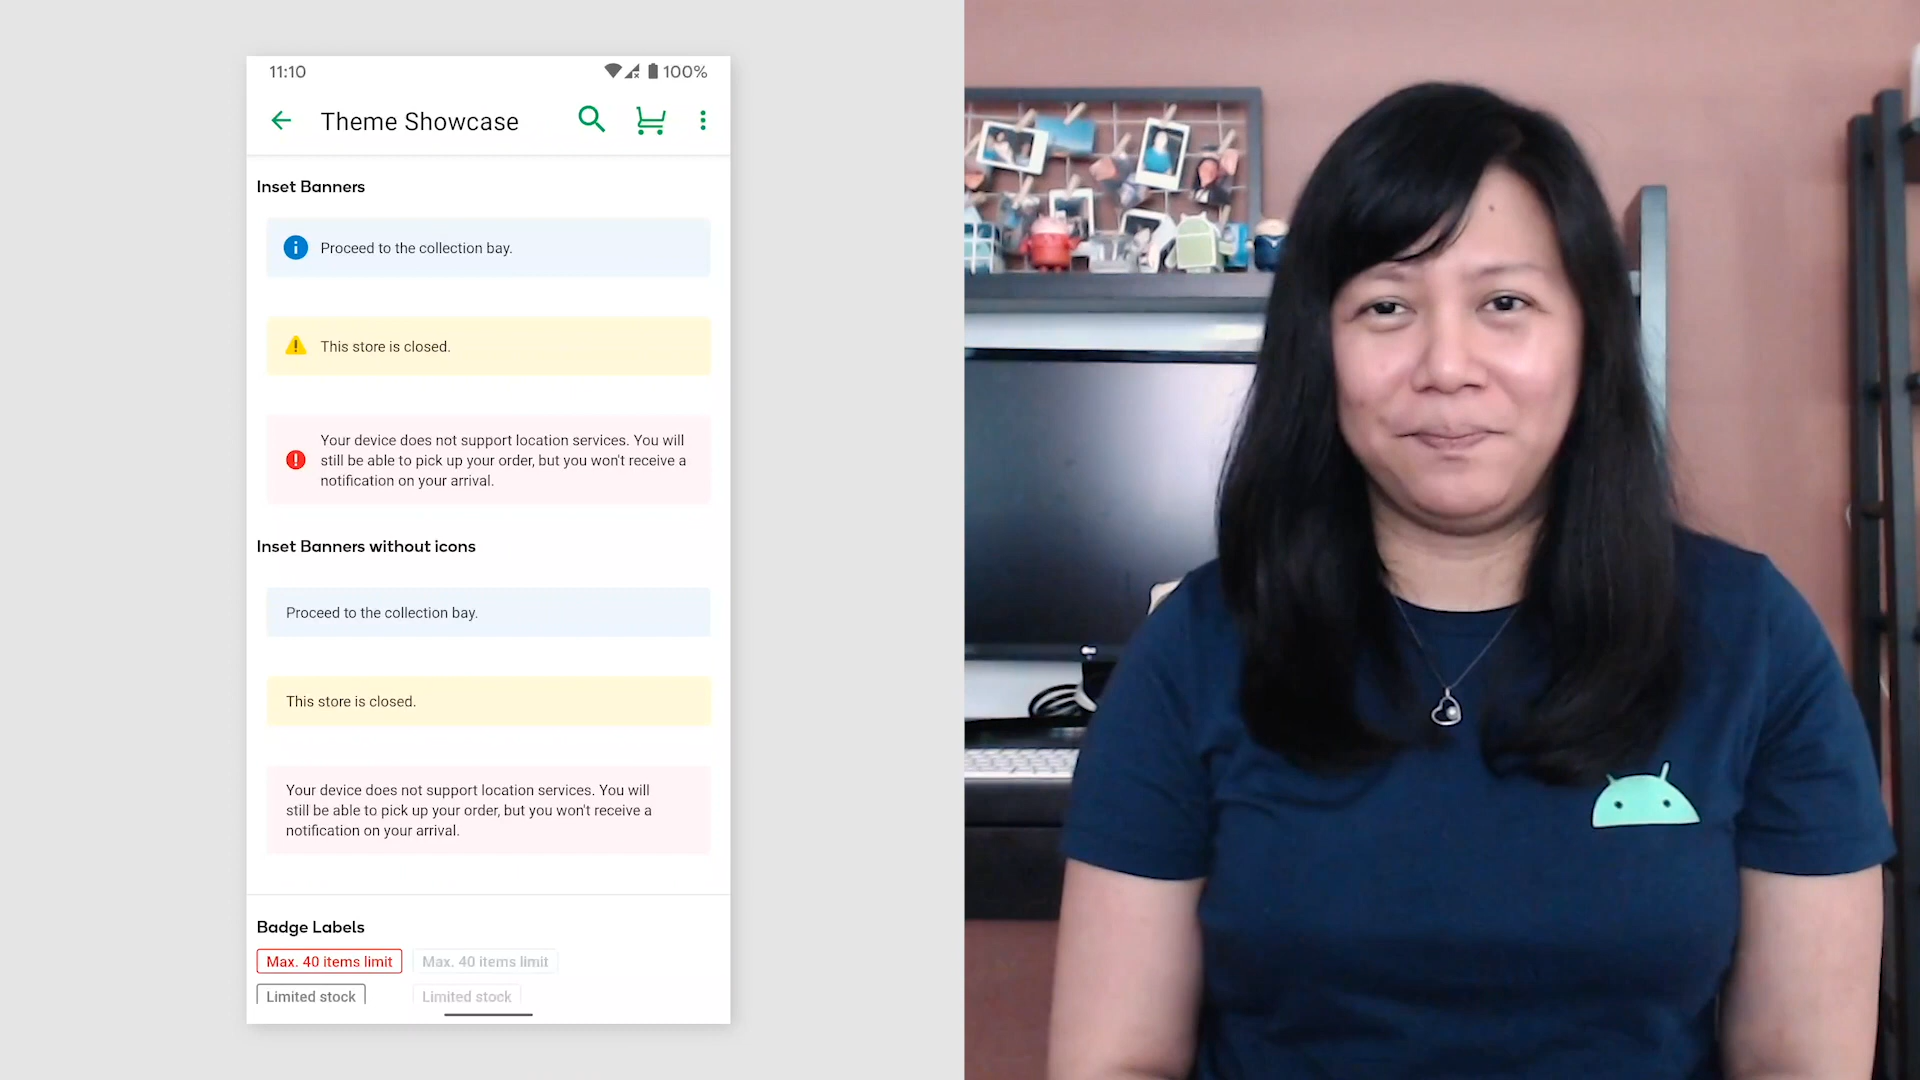 11:10
100%
Theme Showcase
Inset Banners
Proceed to the collection bay.
This store is closed.
Your device does not support location services. You will
still be able to pick up your order, but you won't receive a
notification on your arrival.
Inset Banners without icons
Proceed to the collection bay.
This store is closed.
Your device does not support location services. You will
still be able to pick up your order, but you won't receive a
notification on your arrival.
Badge Labels
Max. 40 items limit
Max. 40 items limit
Limited stock
Limited stock